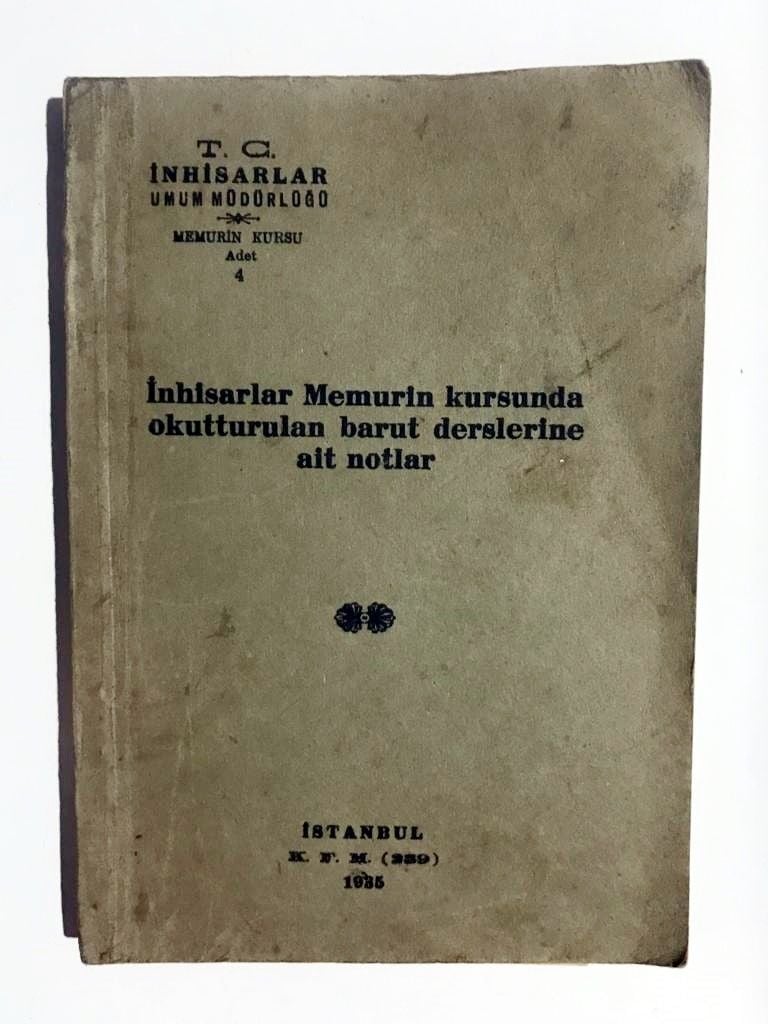 T. C.
İNHİSARLAR
UMUM MÜDÜRLÜĞÜ
MEMURİN KURSU
Adet
4
İnhisarlar Memurin kursunda
okutturulan barut derslerine
ait notlar
İSTANBUL
K. F. M. (239)
1935